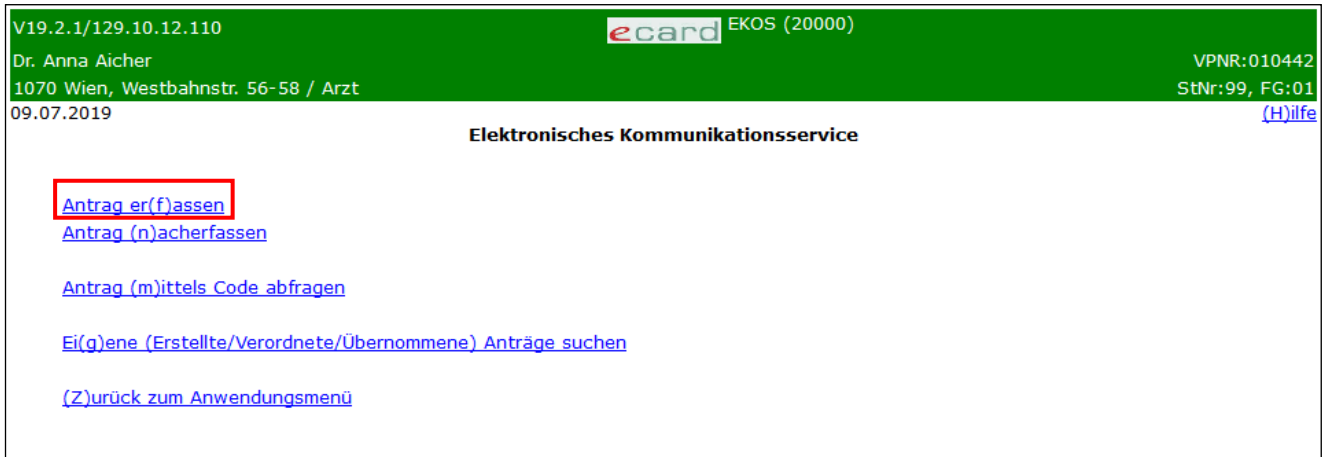 V19.2.1/129.10.12.110 ecard EKOS (20000)
Dr. Anna Aicher VPNR:010442
1070 Wien, Westbahnstr. 56-58 / Arzt StNr:99, FG:01
09.07.2019 (H)ilfe
Elektronisches Kommunikationsservice
Antrag er(f)assen
Antrag (n)acherfassen
Antrag (m)ittels Code abfragen
Ei(g)ene (Erstellte/Verordnete/Übernommene) Anträge suchen
(Z)urück zum Anwendungsmenü